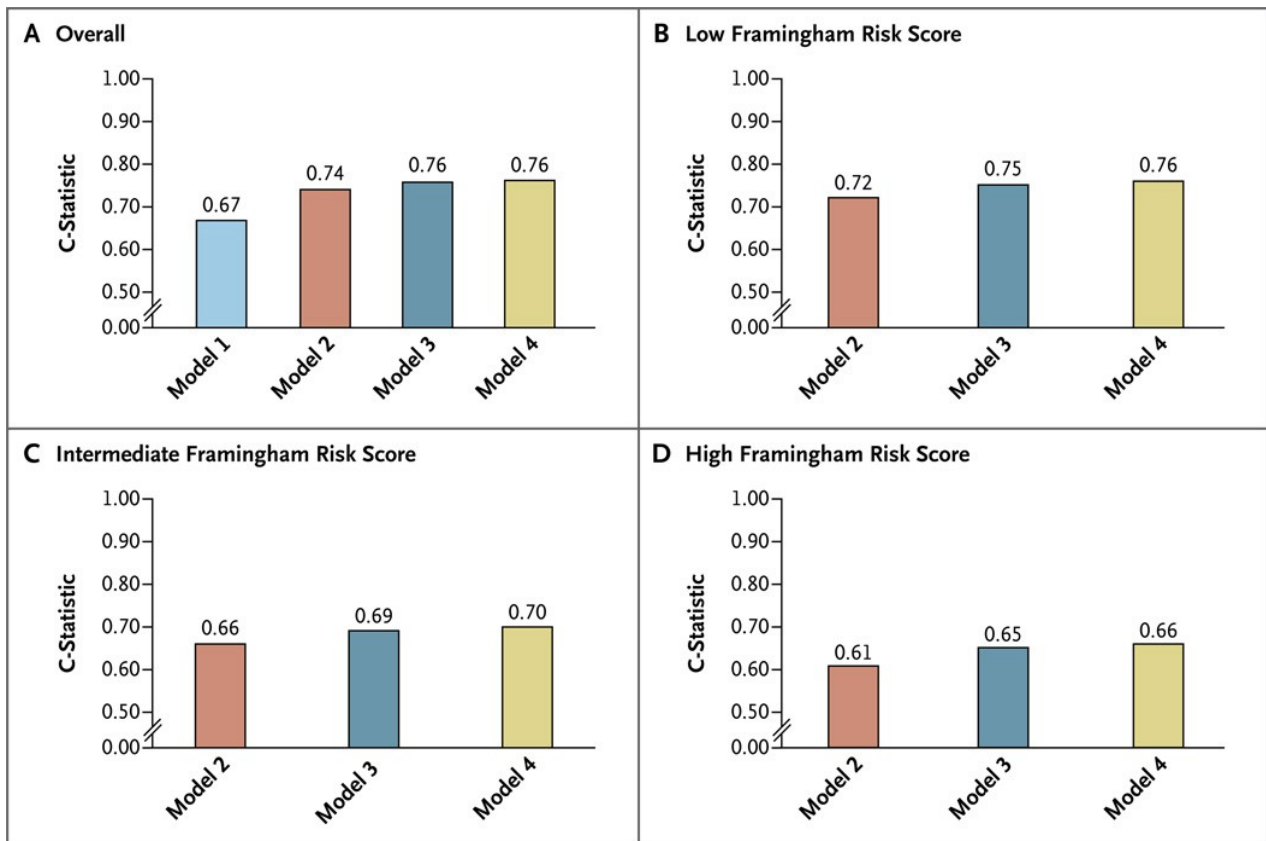 A Overall
C-Statistic
1.00
0.90
0.80
0.70
0.60
0.50
0.00
0.67
0.74
0.76
0.76
Model 1
Model 2
Model 3
Model 4
B Low Framingham Risk Score
C-Statistic
1.00
0.90
0.80
0.70
0.60
0.50
0.00
0.72
0.75
0.76
Model 2
Model 3
Model 4
C Intermediate Framingham Risk Score
C-Statistic
1.00
0.90
0.80
0.70
0.60
0.50
0.00
0.66
0.69
0.70
Model 2
Model 3
Model 4
D High Framingham Risk Score
C-Statistic
1.00
0.90
0.80
0.70
0.60
0.50
0.00
0.61
0.65
0.66
Model 2
Model 3
Model 4